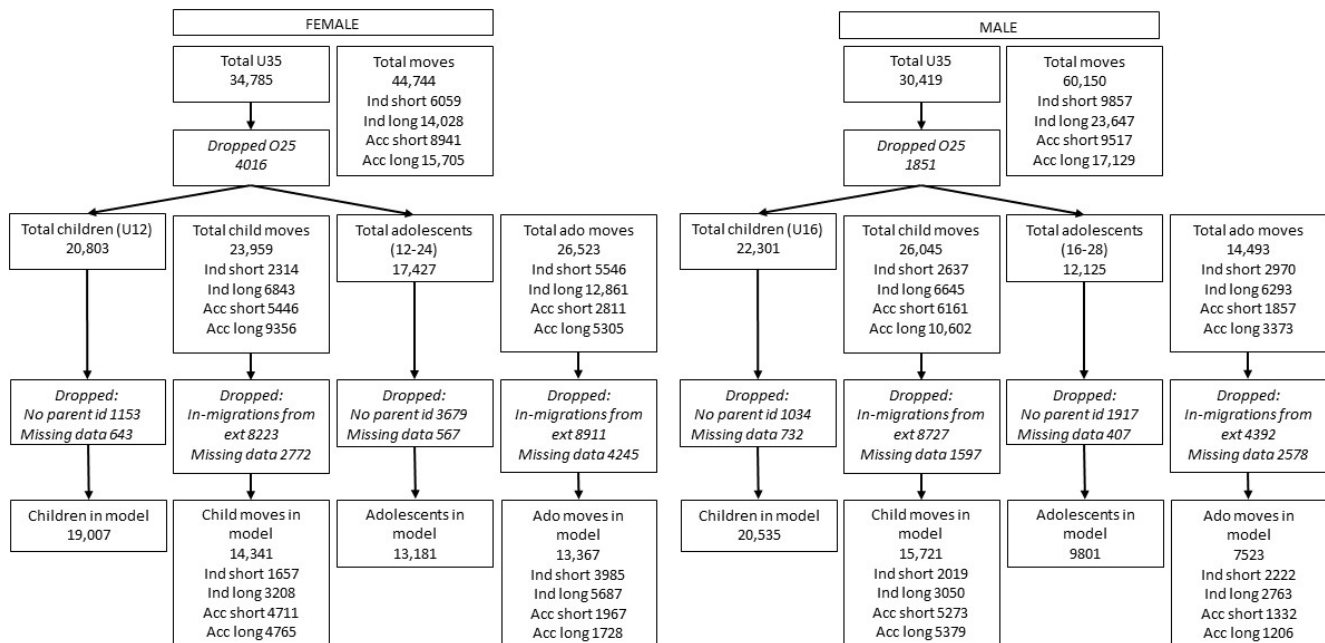 FEMALE
Total U35
34,785
Total moves
44,744
Ind short 6059
Ind long 14,028
Acc short 8941
Acc long 15,705
Dropped O25
4016
Total children (U12)
20,803
Total child moves
23,959
Ind short 2314
Ind long 6843
Acc short 5446
Acc long 9356
Total adolescents
(12-24)
17,427
Total ado moves
26,523
Ind short 5546
Ind long 12,861
Acc short 2811
Acc long 5305
Dropped:
No parent id 1153
Missing data 643
Dropped:
In-migrations from
ext 8223
Missing data 2772
Dropped:
No parent id 3679
Missing data 567
Dropped:
In-migrations from
ext 8911
Missing data 4245
Children in model
19,007
Child moves in
model
14,341
Ind short 1657
Ind long 3208
Acc short 4711
Acc long 4765
Adolescents in
model
13,181
Ado moves in
model
13,367
Ind short 3985
Ind long 5687
Acc short 1967
Acc long 1728
MALE
Total U35
30,419
Total moves
60,150
Ind short 9857
Ind long 23,647
Acc short 9517
Acc long 17,129
Dropped O25
1851
Total children (U16)
22,301
Total child moves
26,045
Ind short 2637
Ind long 6645
Acc short 6161
Acc long 10,602
Total adolescents
(16-28)
12,125
Total ado moves
14,493
Ind short 2970
Ind long 6293
Acc short 1857
Acc long 3373
Dropped:
No parent id 1034
Missing data 732
Dropped:
In-migrations from
ext 8727
Missing data 1597
Dropped:
No parent id 1917
Missing data 407
Dropped:
In-migrations from
ext 4392
Missing data 2578
Children in model
20,535
Child moves in
model
15,721
Ind short 2019
Ind long 3050
Acc short 5273
Acc long 5379
Adolescents in
model
9801
Ado moves in
model
7523
Ind short 2222
Ind long 2763
Acc short 1332
Acc long 1206